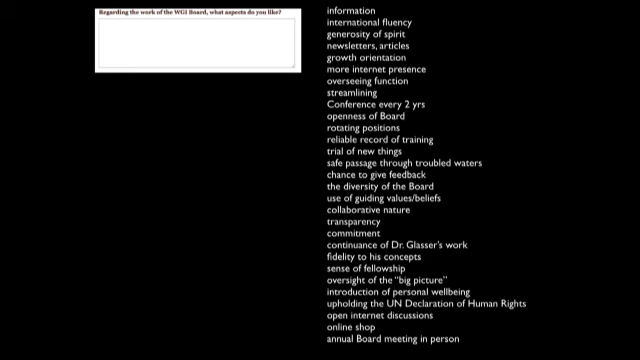 Regarding the work of the WGI Board, what aspects do you like?
information
international fluency
generosity of spirit
newsletters, articles
growth orientation
more internet presence
overseeing function
streamlining
Conference every 2 yrs
openness of Board
rotating positions
reliable record of training
trial of new things
safe passage through troubled waters
chance to give feedback
the diversity of the Board
use of guiding values/beliefs
collaborative nature
transparency
commitment
continuance of Dr. Glasser's work
fidelity to his concepts
sense of fellowship
oversight of the "big picture"
introduction of personal wellbeing
upholding the UN Declaration of Human Rights
open internet discussions
online shop
annual Board meeting in person